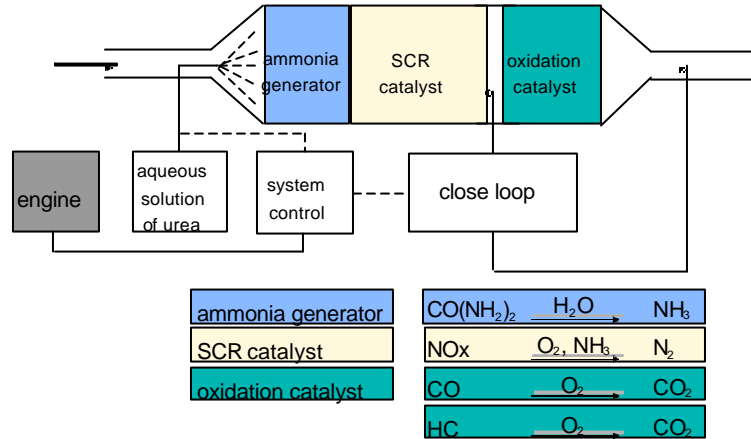 ammonia
generator
SCR
catalyst
oxidation
catalyst
engine
aqueous
solution
of urea
system
control
close loop
ammonia generator
CO(NH₂)₂ H₂O NH₃
SCR catalyst
NOx O₂, NH₃ N₂
oxidation catalyst
CO O₂ CO₂
HC O₂ CO₂